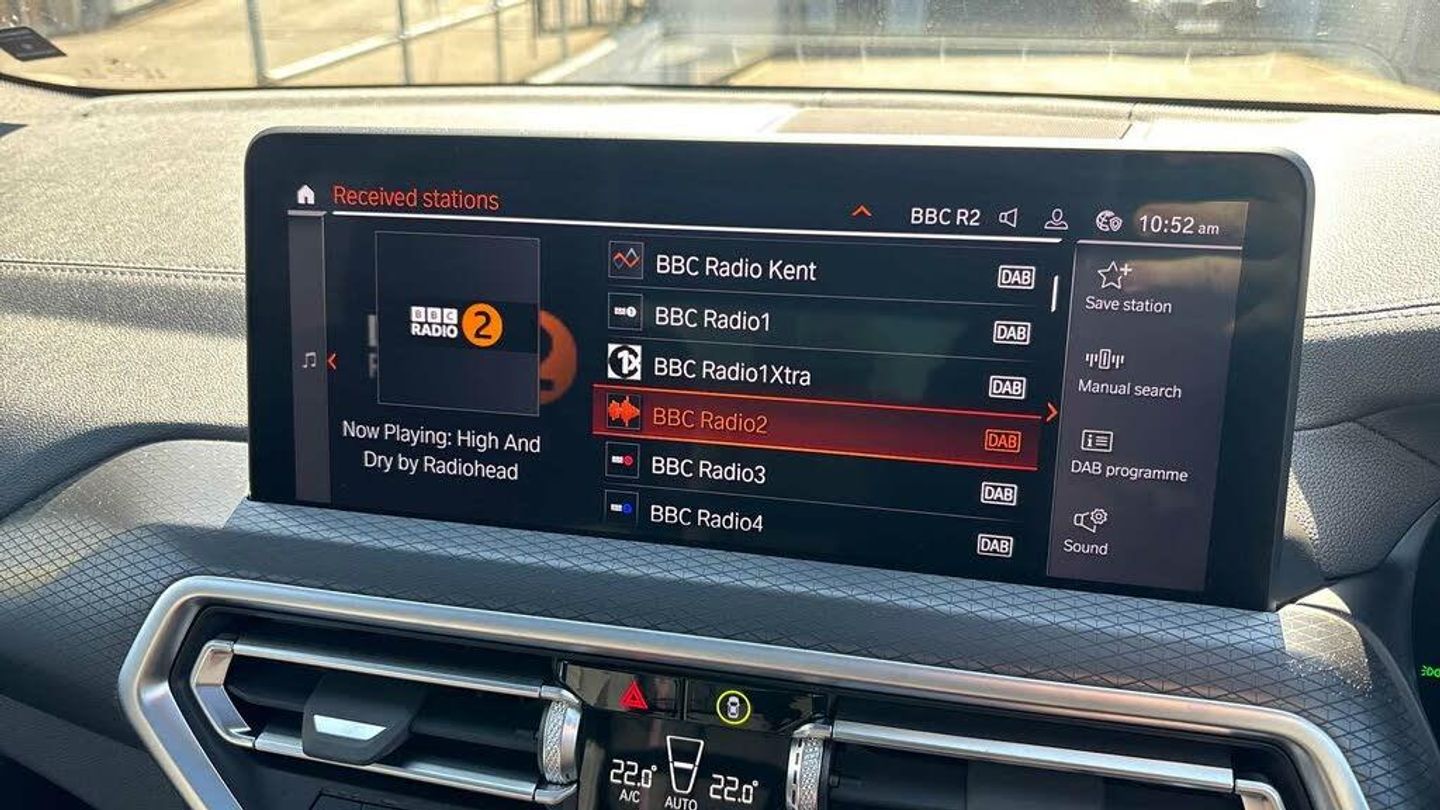 Received stations
BBC R2
10:52 am
BBC
RADIO 2
Now Playing: High And
Dry by Radiohead
BBC Radio Kent DAB
BBC Radio1 DAB
1X BBC Radio1Xtra DAB
BBC Radio2 DAB
BBC Radio3 DAB
BBC Radio4 DAB
Save station
Manual search
DAB programme
Sound
22.0° 22.0°
A/C AUTO